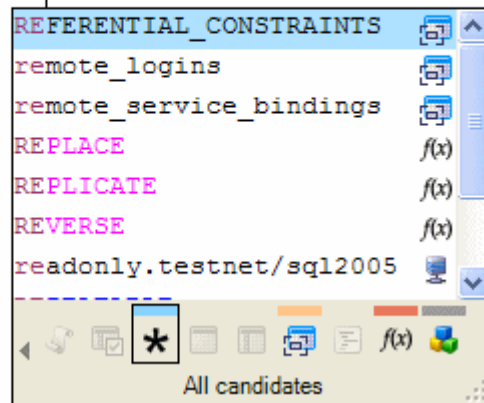 REFERENTIAL_CONSTRAINTS
remote_logins
remote_service_bindings
REPLACE f(x)
REPLICATE f(x)
REVERSE f(x)
readonly.testnet/sql2005
* f(x)
All candidates